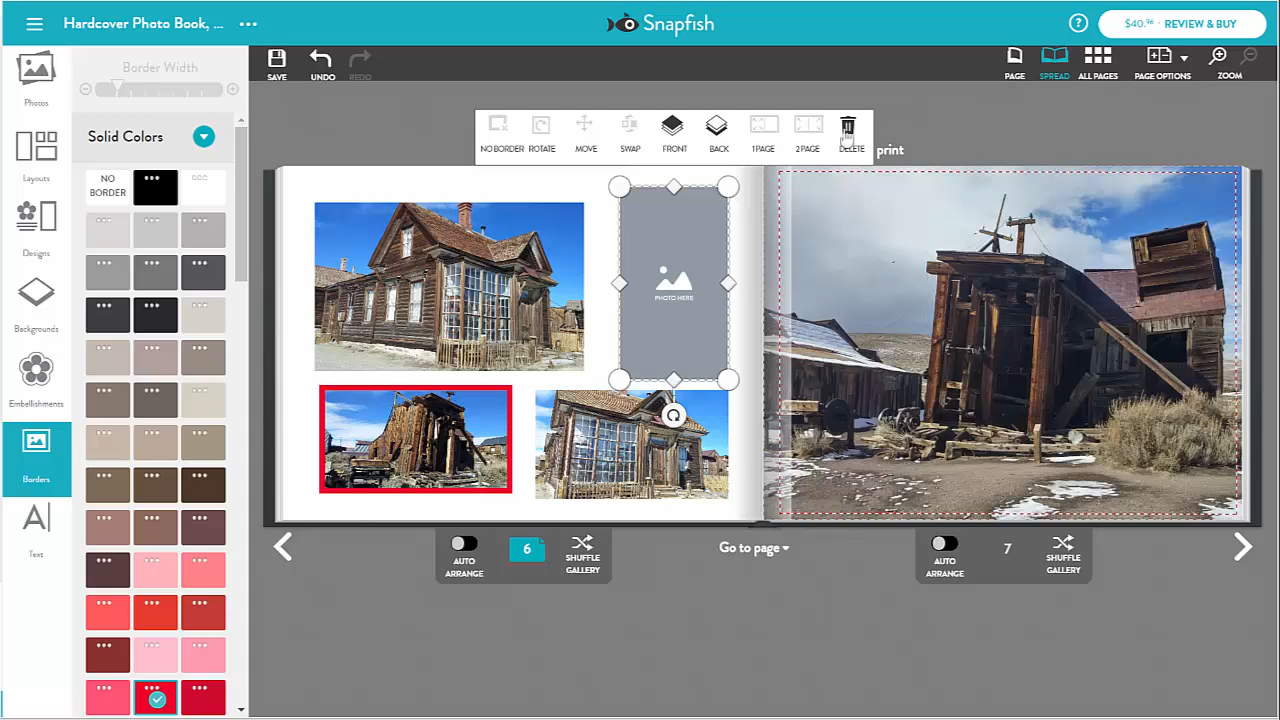 Hardcover Photo Book, ...
Snapfish
?
$40.96 · REVIEW & BUY
Photos
Layouts
Designs
Backgrounds
Embellishments
Borders
Text
Border Width
Solid Colors
NO
BORDER
SAVE
UNDO
REDO
PAGE
SPREAD
ALL PAGES
PAGE OPTIONS
ZOOM
NO BORDER
ROTATE
MOVE
SWAP
FRONT
BACK
1 PAGE
2 PAGE
DELETE
print
PHOTO HERE
AUTO
ARRANGE
6
SHUFFLE
GALLERY
Go to page
AUTO
ARRANGE
7
SHUFFLE
GALLERY